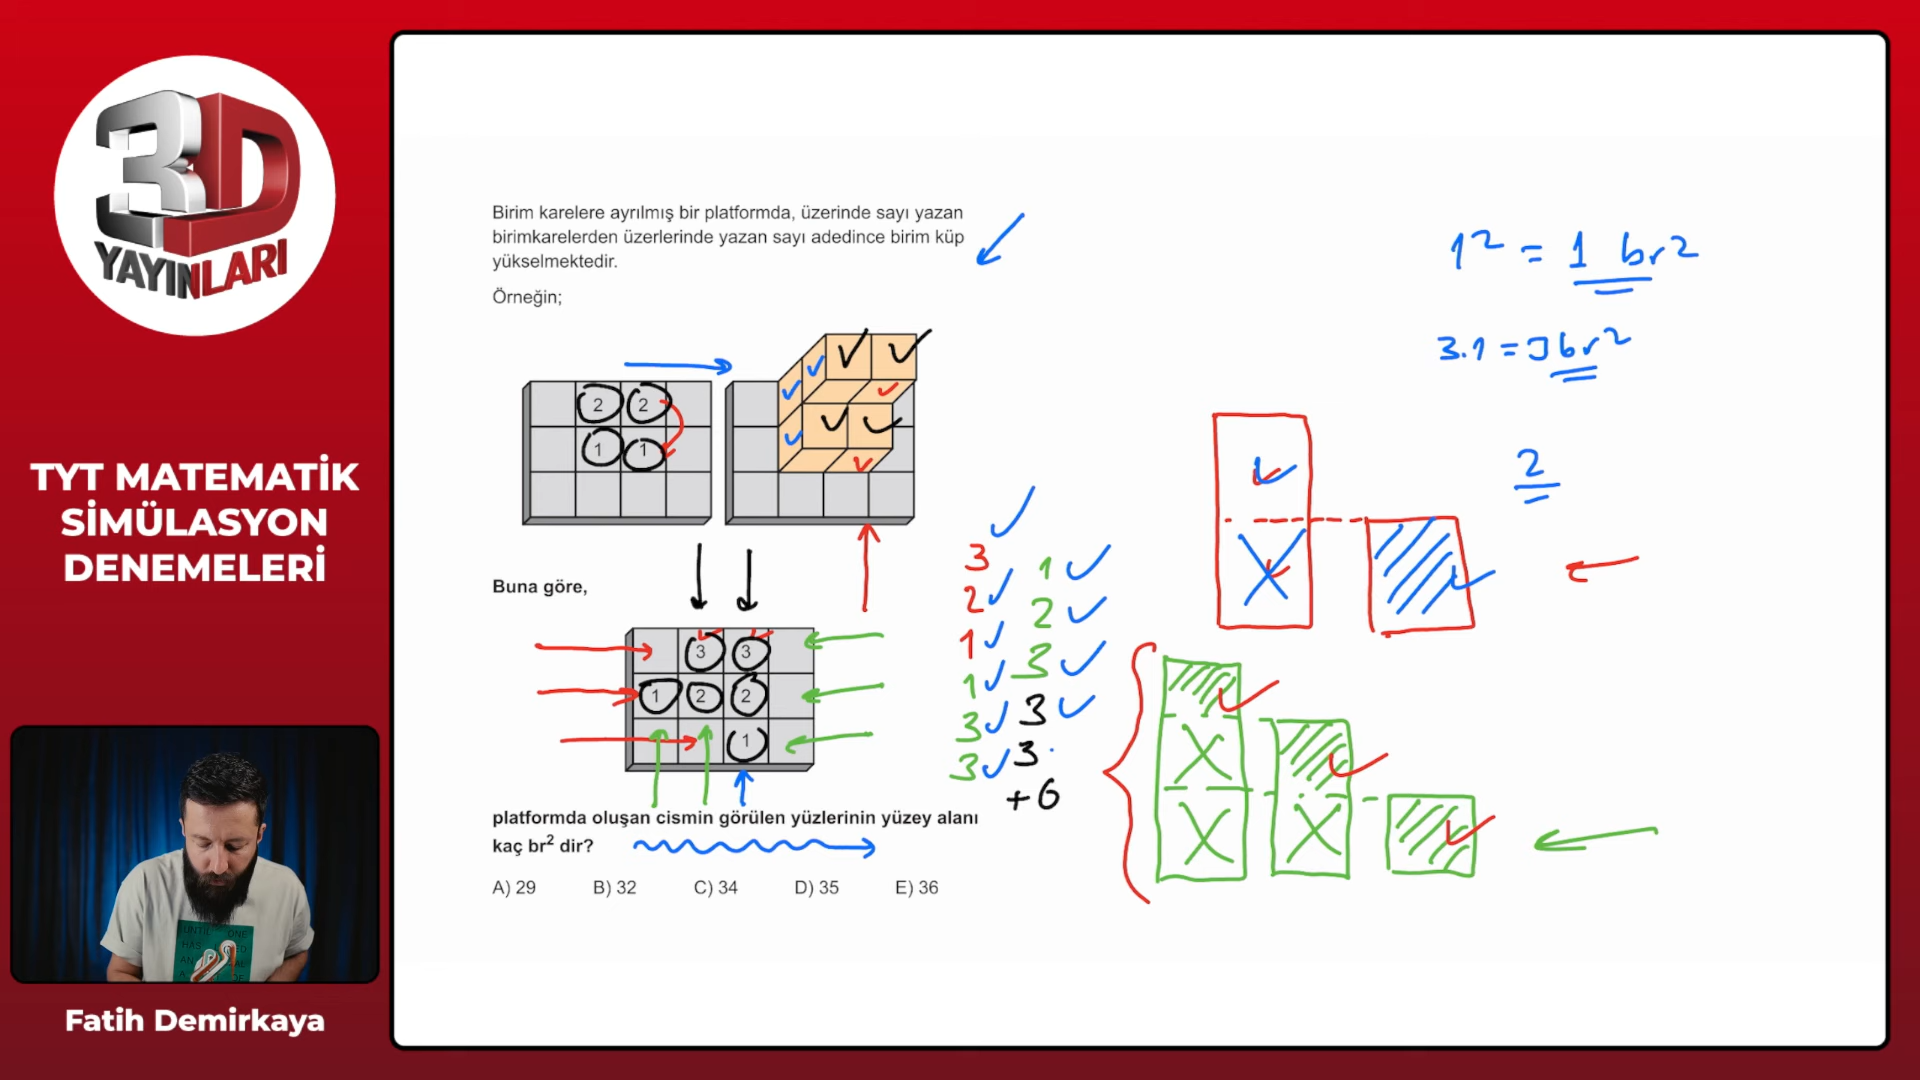 3D
YAYINLARI
TYT MATEMATİK
SİMÜLASYON
DENEMELERİ
Fatih Demirkaya
Birim karelere ayrılmış bir platformda, üzerinde sayı yazan
birimkarelerden üzerlerinde yazan sayı adedince birim küp
yükselmektedir.
Örneğin;
2 2
1 1
Buna göre,
3 3
1 2 2
1
platformda oluşan cismin görülen yüzlerinin yüzey alanı
kaç br² dir?
A) 29 B) 32 C) 34 D) 35 E) 36
3 1
2 2
1 3
1 3
3 3
3 +6
1² = 1 br²
3.1 = 3br²
2